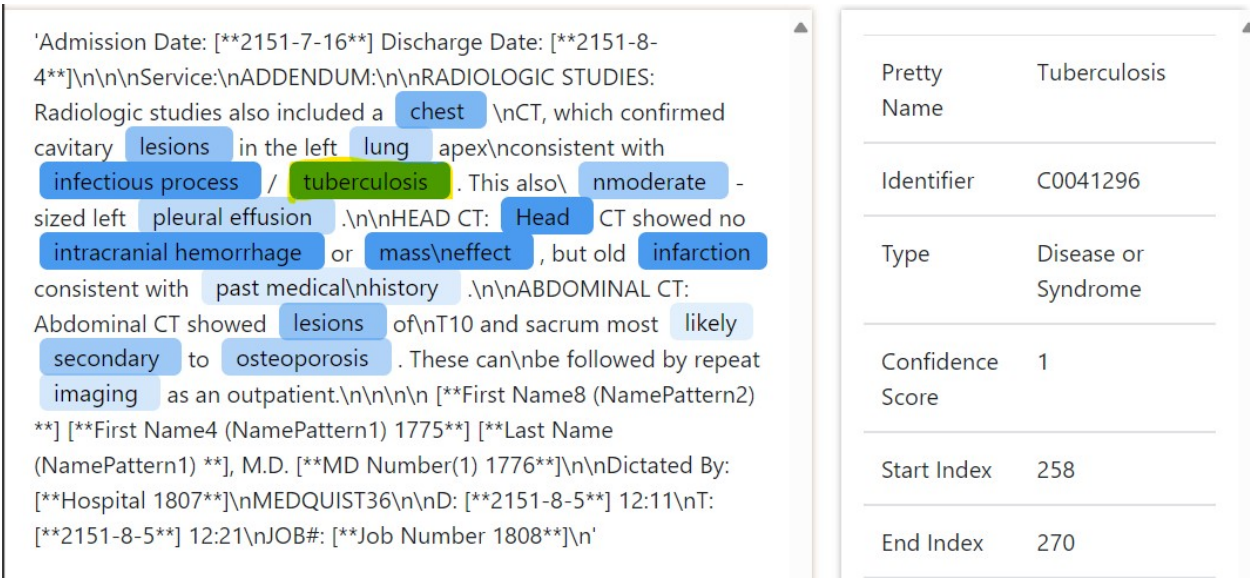 'Admission Date: [**2151-7-16**] Discharge Date: [**2151-8-
4**]\n\n\nService:\nADDENDUM:\n\nRADIOLOGIC STUDIES:
Radiologic studies also included a chest \nCT, which confirmed
cavitary lesions in the left lung apex\nconsistent with
infectious process / tuberculosis . This also\ nmoderate -
sized left pleural effusion .\n\nHEAD CT: Head CT showed no
intracranial hemorrhage or mass\neffect , but old infarction
consistent with past medical\nhistory .\n\nABDOMINAL CT:
Abdominal CT showed lesions of\nT10 and sacrum most likely
secondary to osteoporosis . These can\nbe followed by repeat
imaging as an outpatient.\n\n\n\n [**First Name8 (NamePattern2)
**] [**First Name4 (NamePattern1) 1775**] [**Last Name
(NamePattern1) **], M.D. [**MD Number(1) 1776**]\n\nDictated By:
[**Hospital 1807**]\nMEDQUIST36\n\nD: [**2151-8-5**] 12:11\nT:
[**2151-8-5**] 12:21\nJOB#: [**Job Number 1808**]\n'
Pretty Name Tuberculosis
Identifier C0041296
Type Disease or Syndrome
Confidence Score 1
Start Index 258
End Index 270